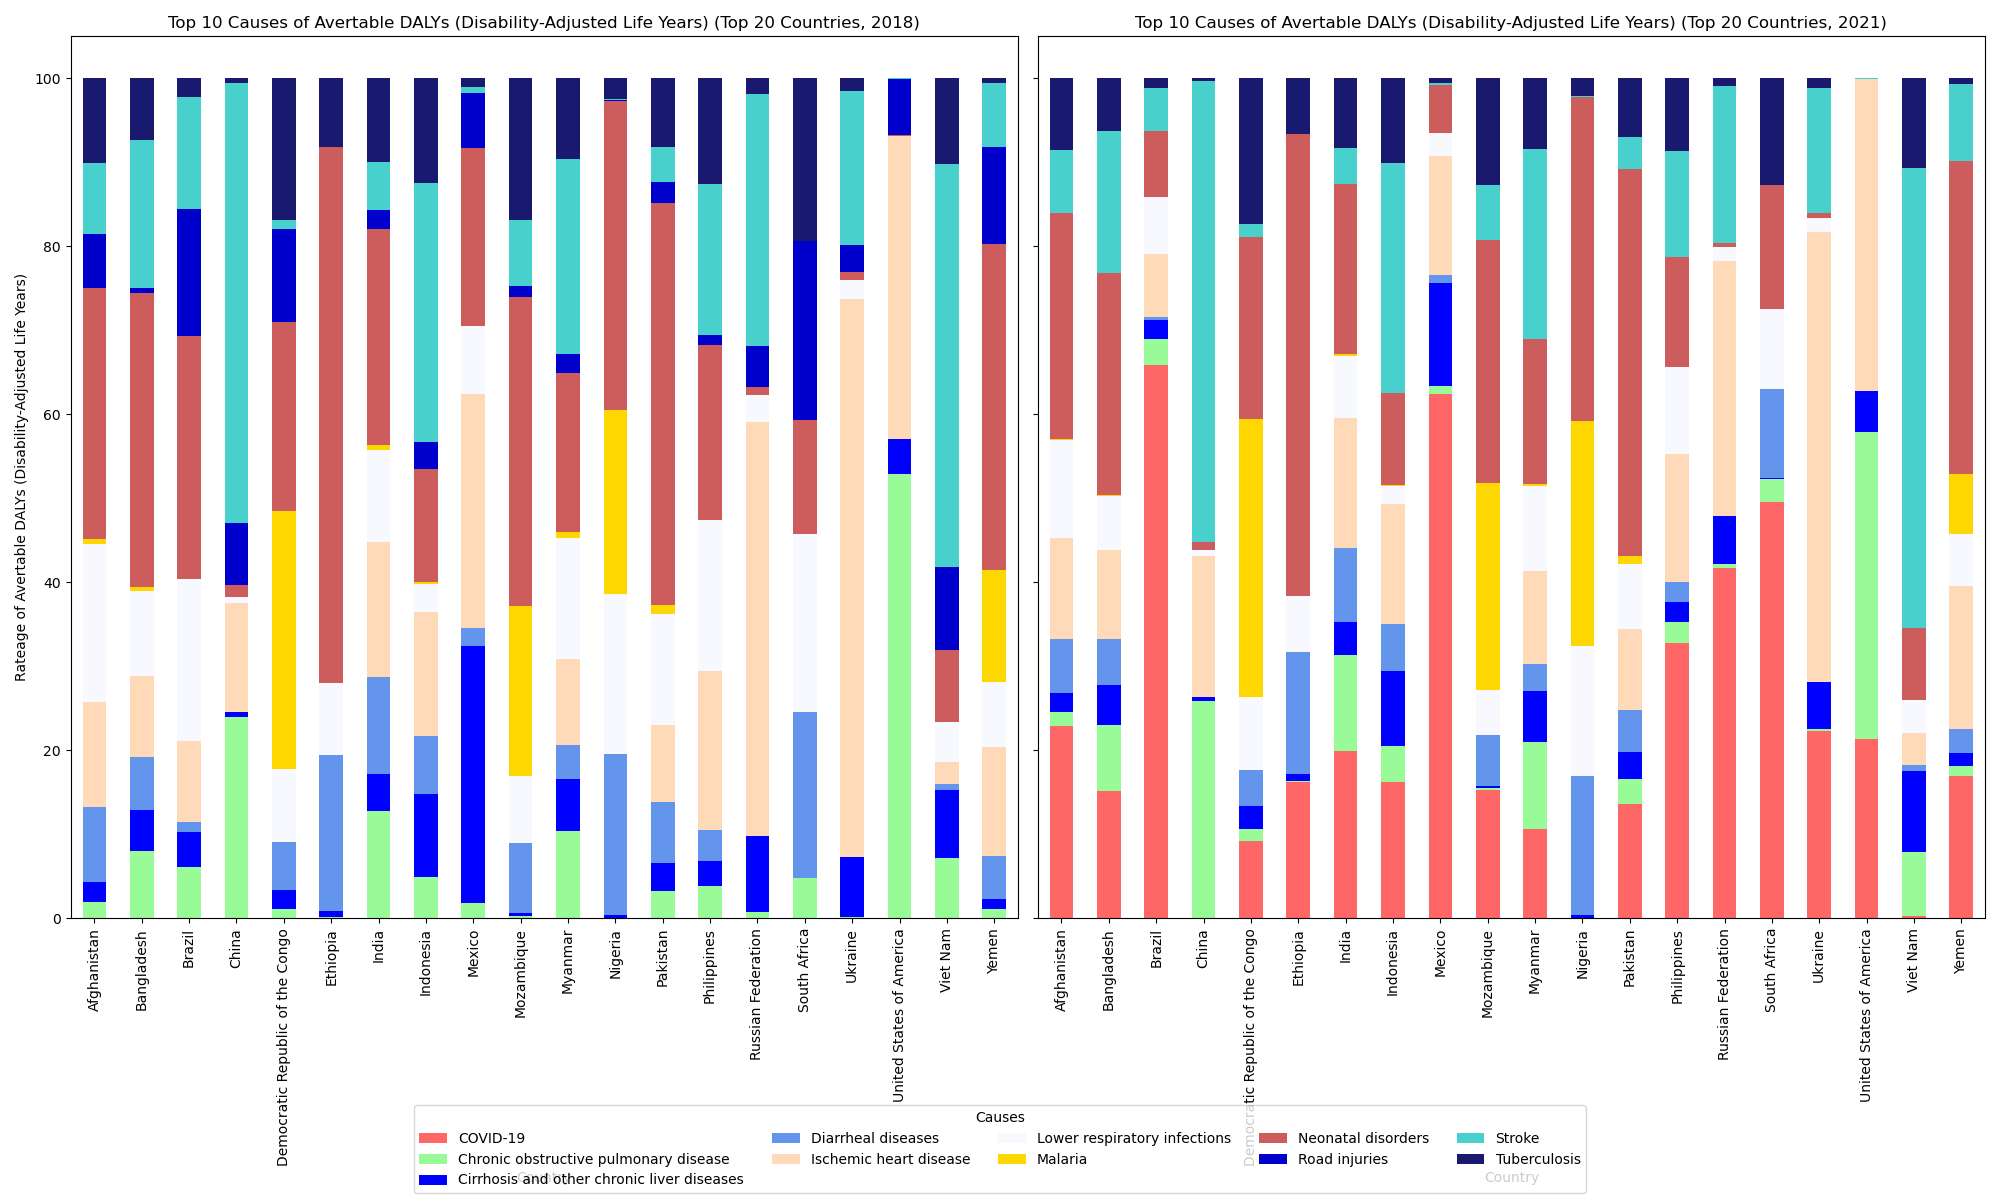 Top 10 Causes of Avertable DALYs (Disability-Adjusted Life Years) (Top 20 Countries, 2018)
Top 10 Causes of Avertable DALYs (Disability-Adjusted Life Years) (Top 20 Countries, 2021)
Rateage of Avertable DALYs (Disability-Adjusted Life Years)
100
80
60
40
20
0
Afghanistan
Bangladesh
Brazil
China
Democratic Republic of the Congo
Ethiopia
India
Indonesia
Mexico
Mozambique
Myanmar
Nigeria
Pakistan
Philippines
Russian Federation
South Africa
Ukraine
United States of America
Viet Nam
Yemen
Afghanistan
Bangladesh
Brazil
China
Democratic Republic of the Congo
Ethiopia
India
Indonesia
Mexico
Mozambique
Myanmar
Nigeria
Pakistan
Philippines
Russian Federation
South Africa
Ukraine
United States of America
Viet Nam
Yemen
Causes
COVID-19
Chronic obstructive pulmonary disease
Cirrhosis and other chronic liver diseases
Diarrheal diseases
Ischemic heart disease
Lower respiratory infections
Malaria
Neonatal disorders
Road injuries
Stroke
Tuberculosis
Country
Country